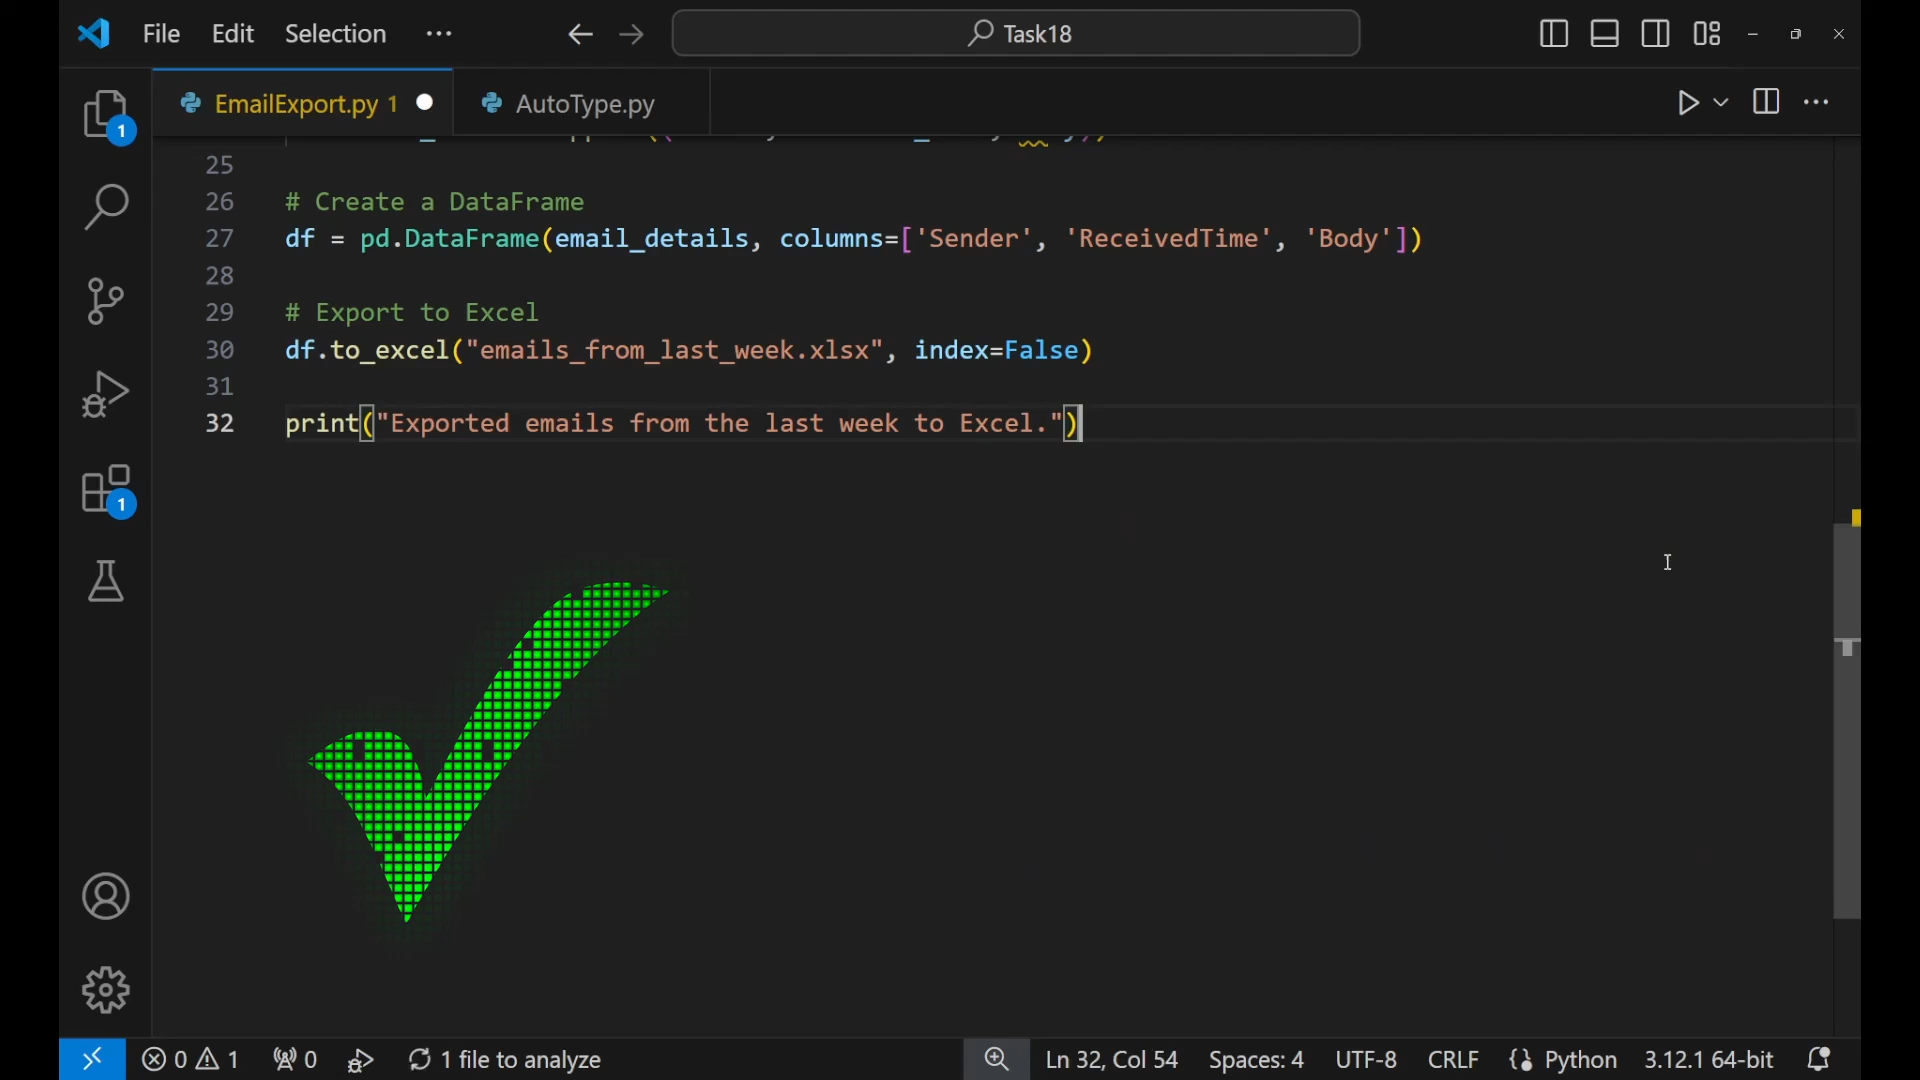 File Edit Selection ··· Task18
EmailExport.py 1 AutoType.py
25
26 # Create a DataFrame
27 df = pd.DataFrame(email_details, columns=['Sender', 'ReceivedTime', 'Body'])
28
29 # Export to Excel
30 df.to_excel("emails_from_last_week.xlsx", index=False)
31
32 print("Exported emails from the last week to Excel.")
1
1
0 1 0 1 file to analyze Ln 32, Col 54 Spaces: 4 UTF-8 CRLF Python 3.12.1 64-bit